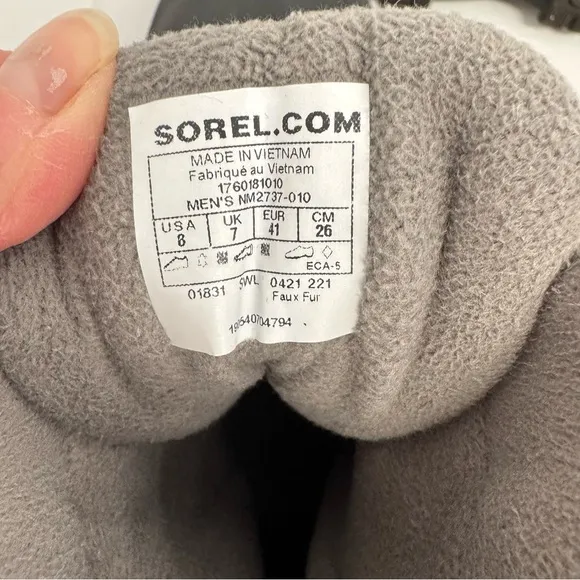 SOREL.COM
MADE IN VIETNAM
Fabriqué au Vietnam
1760181010
MEN'S NM2737-010
USA 8 UK 7 EUR 41 CM 26
ECA-5
01831 SWL 0421 221
Faux Fur